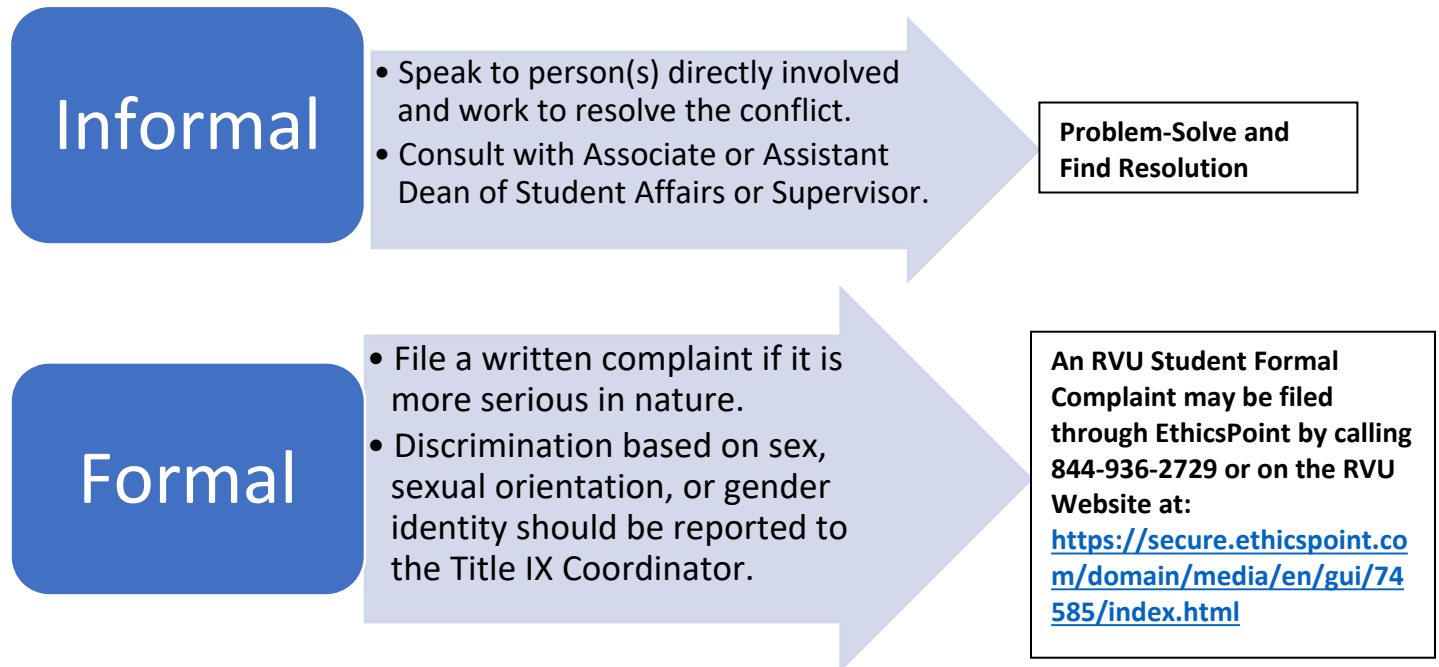 Informal
• Speak to person(s) directly involved
and work to resolve the conflict.
• Consult with Associate or Assistant
Dean of Student Affairs or Supervisor.
Problem-Solve and
Find Resolution
Formal
• File a written complaint if it is
more serious in nature.
• Discrimination based on sex,
sexual orientation, or gender
identity should be reported to
the Title IX Coordinator.
An RVU Student Formal
Complaint may be filed
through EthicsPoint by calling
844-936-2729 or on the RVU
Website at:
https://secure.ethicspoint.co
m/domain/media/en/gui/74
585/index.html